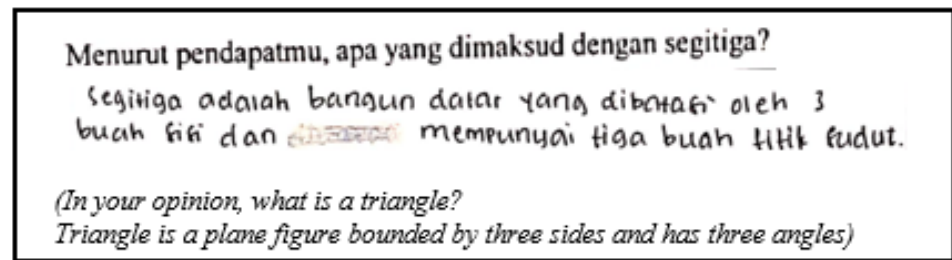 Menurut pendapatmu, apa yang dimaksud dengan segitiga?
Segitiga adalah bangun datar yang dibatasi oleh 3
buah sisi dan mempunyai tiga buah titik sudut.
(In your opinion, what is a triangle?
Triangle is a plane figure bounded by three sides and has three angles)